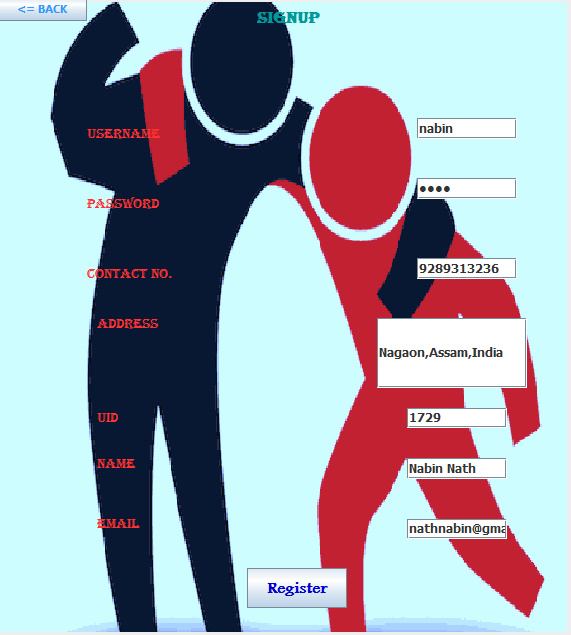 <= BACK
SIGNUP
USERNAME
nabin
PASSWORD
••••
CONTACT NO.
9289313236
ADDRESS
Nagaon,Assam,India
UID
1729
NAME
Nabin Nath
EMAIL
nathnabin@gma
Register